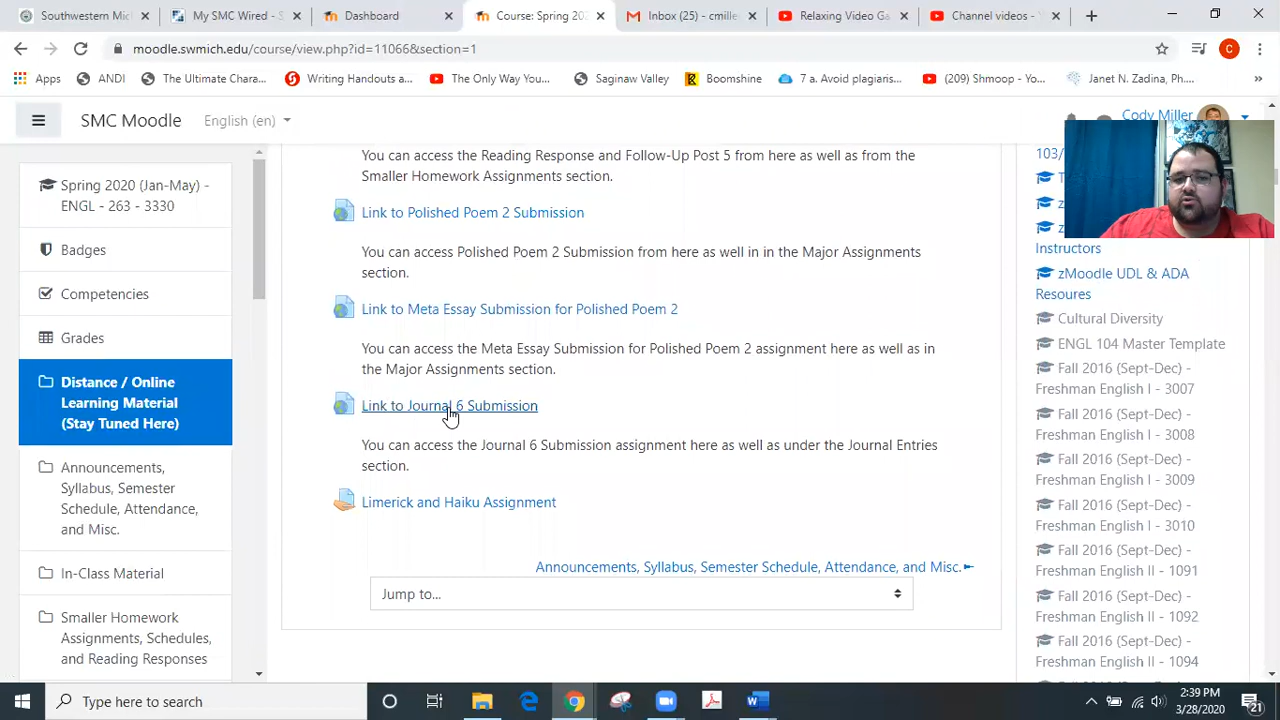 Southwestern Mic
My SMC Wired - S
Dashboard
Course: Spring 202
Inbox (25) - cmille
Relaxing Video Ga
Channel videos - Y
moodle.swmich.edu/course/view.php?id=11066&section=1
C
Apps
ANDI
The Ultimate Chara...
Writing Handouts a...
The Only Way You'...
Saginaw Valley
Boomshine
7 a. Avoid plagiaris...
(209) Shmoop - Yo...
Janet N. Zadina, Ph....
SMC Moodle
English (en)
Cody Miller
Spring 2020 (Jan-May) -
ENGL - 263 - 3330
Badges
Competencies
Grades
Distance / Online
Learning Material
(Stay Tuned Here)
Announcements,
Syllabus, Semester
Schedule, Attendance,
and Misc.
In-Class Material
Smaller Homework
Assignments, Schedules,
and Reading Responses
You can access the Reading Response and Follow-Up Post 5 from here as well as from the
Smaller Homework Assignments section.
Link to Polished Poem 2 Submission
You can access Polished Poem 2 Submission from here as well in in the Major Assignments
section.
Link to Meta Essay Submission for Polished Poem 2
You can access the Meta Essay Submission for Polished Poem 2 assignment here as well as in
the Major Assignments section.
Link to Journal 6 Submission
You can access the Journal 6 Submission assignment here as well as under the Journal Entries
section.
Limerick and Haiku Assignment
Announcements, Syllabus, Semester Schedule, Attendance, and Misc.
Jump to...
103/
T
z
z
Instructors
zMoodle UDL & ADA
Resoures
Cultural Diversity
ENGL 104 Master Template
Fall 2016 (Sept-Dec) -
Freshman English I - 3007
Fall 2016 (Sept-Dec) -
Freshman English I - 3008
Fall 2016 (Sept-Dec) -
Freshman English I - 3009
Fall 2016 (Sept-Dec) -
Freshman English I - 3010
Fall 2016 (Sept-Dec) -
Freshman English II - 1091
Fall 2016 (Sept-Dec) -
Freshman English II - 1092
Fall 2016 (Sept-Dec) -
Freshman English II - 1094
Type here to search
2:39 PM
3/28/2020
21